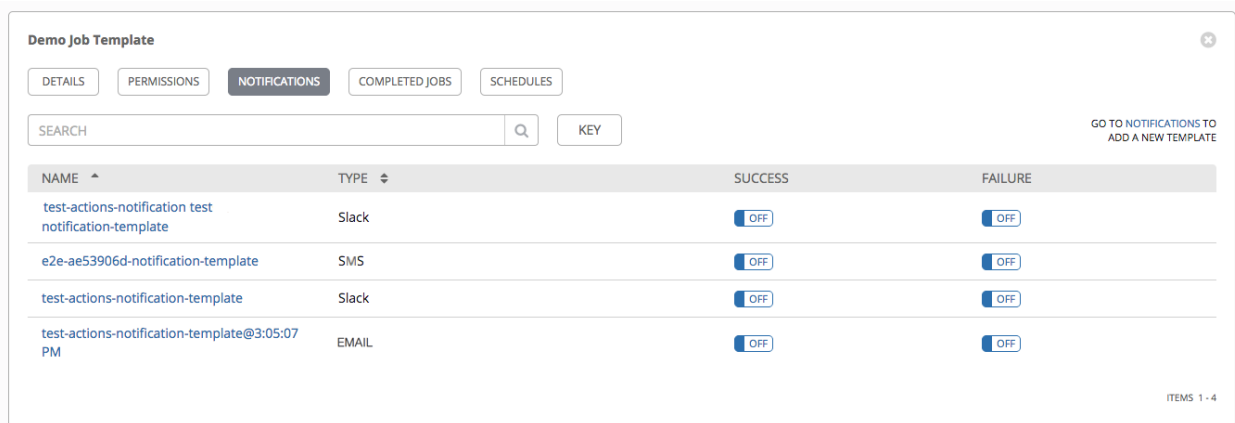 Demo Job Template
DETAILS PERMISSIONS NOTIFICATIONS COMPLETED JOBS SCHEDULES
SEARCH KEY
GO TO NOTIFICATIONS TO
ADD A NEW TEMPLATE
NAME TYPE SUCCESS FAILURE
test-actions-notification test
notification-template
Slack OFF OFF
e2e-ae53906d-notification-template SMS OFF OFF
test-actions-notification-template Slack OFF OFF
test-actions-notification-template@3:05:07
PM
EMAIL OFF OFF
ITEMS 1 - 4